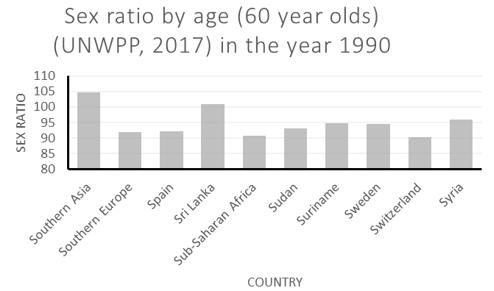 Sex ratio by age (60 year olds)
(UNWPP, 2017) in the year 1990
110
105
100
95
90
85
80
SEX RATIO
Southern Asia
Southern Europe
Spain
Sri Lanka
Sub-Saharan Africa
Sudan
Suriname
Sweden
Switzerland
Syria
COUNTRY